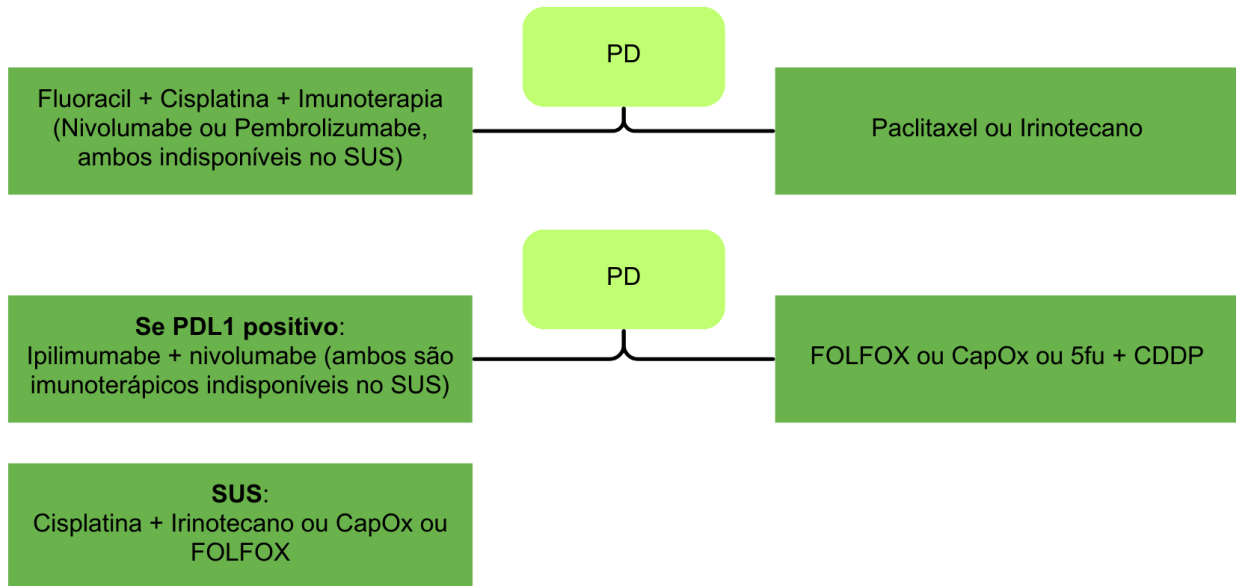 PD
Fluoracil + Cisplatina + Imunoterapia
(Nivolumabe ou Pembrolizumabe,
ambos indisponíveis no SUS)
Paclitaxel ou Irinotecano
PD
Se PDL1 positivo:
Ipilimumabe + nivolumabe (ambos são
imunoterápicos indisponíveis no SUS)
FOLFOX ou CapOx ou 5fu + CDDP
SUS:
Cisplatina + Irinotecano ou CapOx ou
FOLFOX